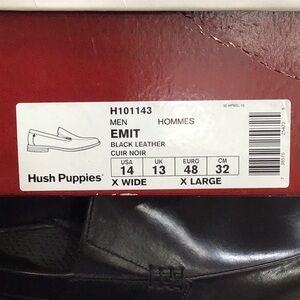 H101143
MEN HOMMES
EMIT
BLACK LEATHER
CUIR NOIR
USA UK EURO CM
14 13 48 32
X WIDE X LARGE
Hush Puppies